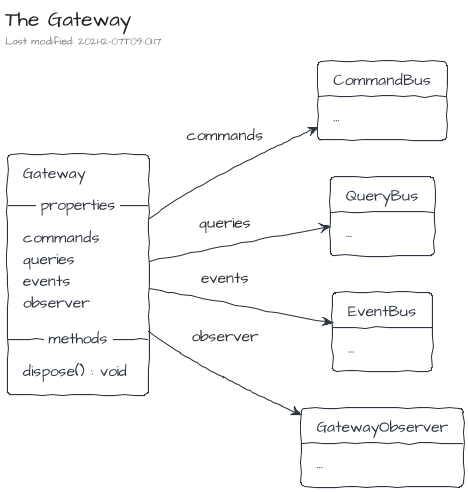 The Gateway
Last modified: 2021-12-07T09:01:17
CommandBus
...
commands
Gateway
properties
commands
queries
events
observer
methods
dispose() : void
QueryBus
...
queries
EventBus
...
events
observer
GatewayObserver
...